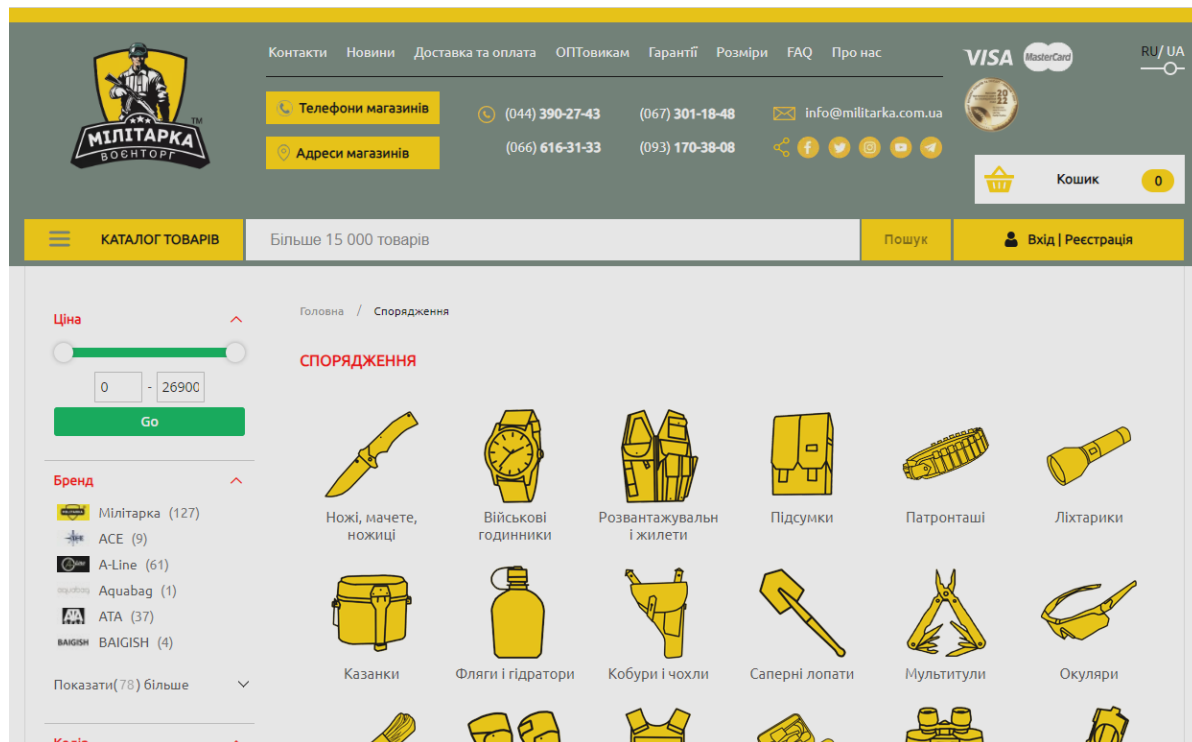 Контакти Новини Доставка та оплата ОПТовикам Гарантії Розміри FAQ Про нас
VISA MasterCard RU/ UA
МІЛІТАРКА TM
ВОЄНТОРГ
Телефони магазинів
(044) 390-27-43 (067) 301-18-48 info@militarka.com.ua
2022
Адреси магазинів
(066) 616-31-33 (093) 170-38-08
Кошик 0
КАТАЛОГ ТОВАРІВ Більше 15 000 товарів Пошук Вхід | Реєстрація
Головна / Спорядження
Ціна
СПОРЯДЖЕННЯ
0 - 26900
Go
Бренд
Мілітарка (127)
ACE (9)
A-Line (61)
Aquabag (1)
ATA (37)
BAIGISH BAIGISH (4)
Показати(78) більше
Ножі, мачете,
ножиці
Військові
годинники
Розвантажувальн
і жилети
Підсумки
Патронташі
Ліхтарики
Казанки
Фляги і гідратори
Кобури і чохли
Саперні лопати
Мультитули
Окуляри